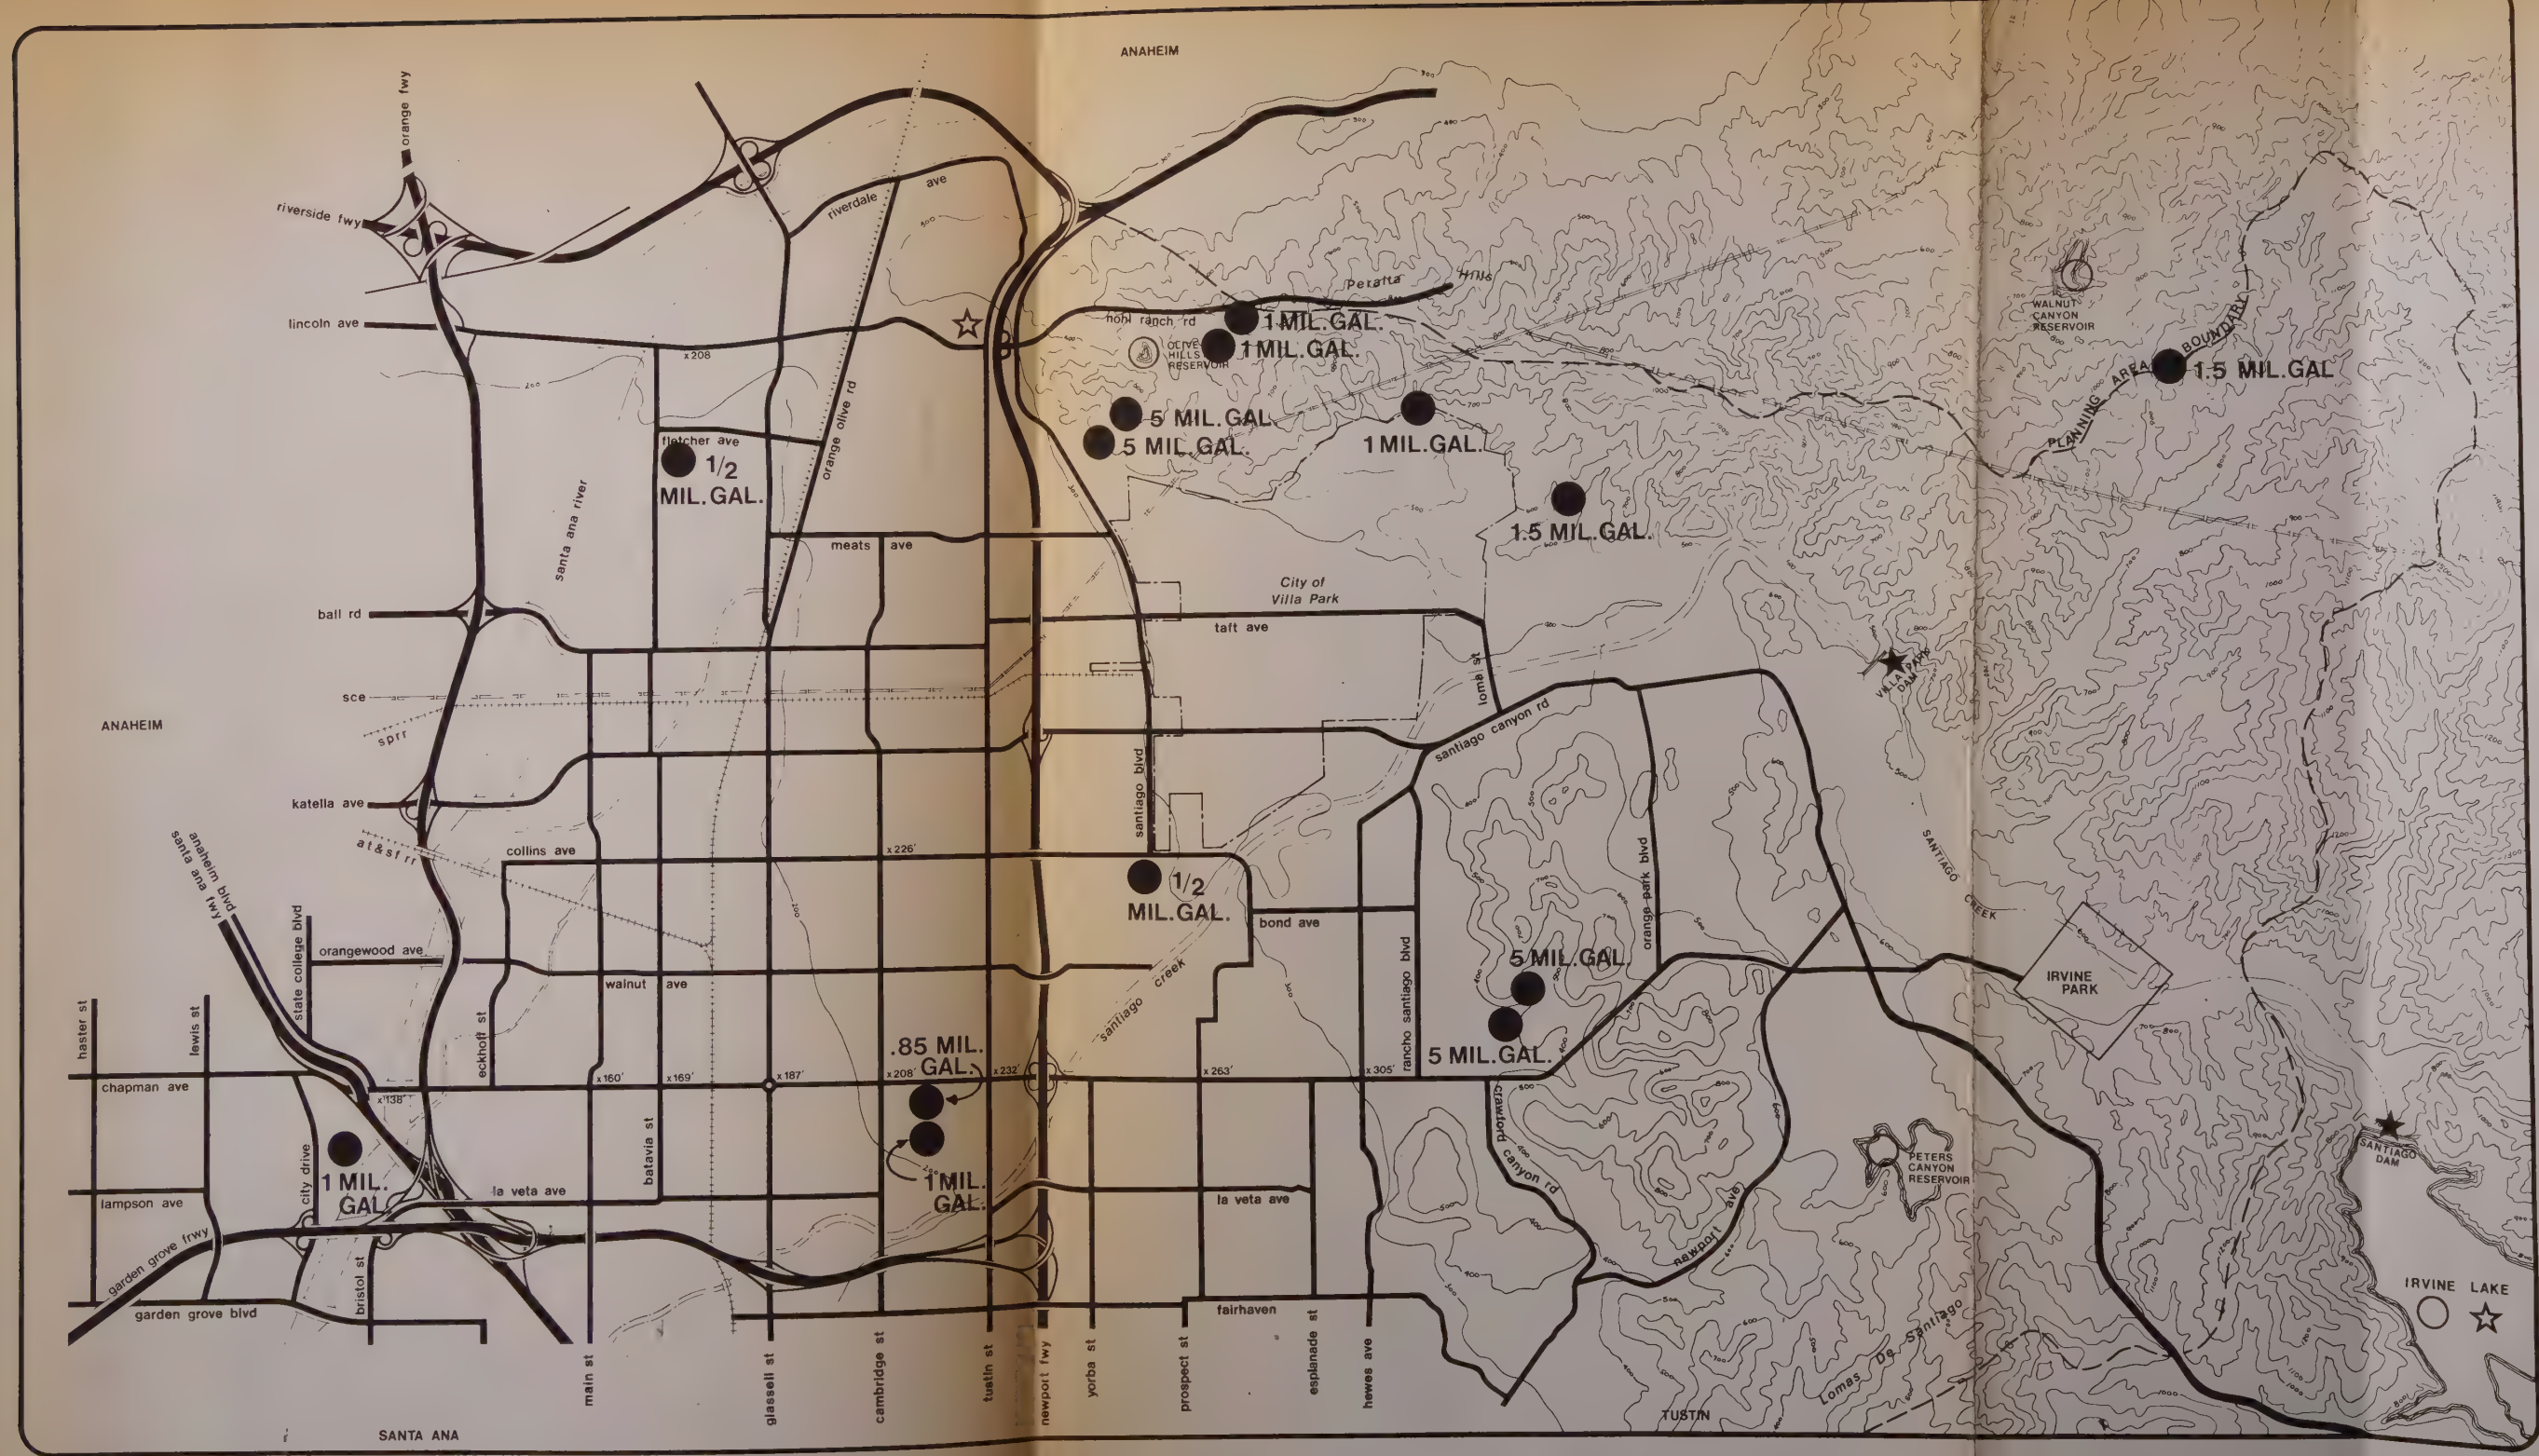 ANAHEIM
orange fwy
riverside fwy
riverdale ave
lincoln ave
x 208
Peralta Hills
nohl ranch rd
1 MIL. GAL.
OLIVE
HILLS
RESERVOIR
1 MIL. GAL.
WALNUT
CANYON
RESERVOIR
PLANNING AREA BOUNDARY
1.5 MIL. GAL
5 MIL. GAL.
5 MIL. GAL.
1 MIL. GAL.
fletcher ave
1/2
MIL. GAL.
orange olive rd
santa ana river
1.5 MIL. GAL.
meats ave
City of
Villa Park
ball rd
taft ave
loma st
VILLA PARK
DAM
sce
ANAHEIM
sprr
santiago canyon rd
santiago blvd
katella ave
at&sf rr
anaheim blvd
santa ana fwy
collins ave
x 226'
orange park blvd
SANTIAGO CREEK
1/2
MIL. GAL.
bond ave
state college blvd
orangewood ave
walnut ave
santiago creek
rancho santiago blvd
5 MIL. GAL.
5 MIL. GAL.
IRVINE
PARK
haster st
lewis st
eckhoff st
.85 MIL.
GAL.
chapman ave
x 138'
x 160'
x 169'
x 187'
x 208'
x 232'
x 263'
x 305'
crawford canyon rd
city drive
1 MIL.
GAL.
batavia st
1 MIL.
GAL.
lampson ave
la veta ave
la veta ave
PETERS
CANYON
RESERVOIR
SANTIAGO
DAM
newport ave
garden grove frwy
garden grove blvd
bristol st
fairhaven
IRVINE LAKE
Lomas De Santiago
main st
glassell st
cambridge st
tustin st
newport fwy
yorba st
prospect st
esplanade st
hewes ave
TUSTIN
SANTA ANA